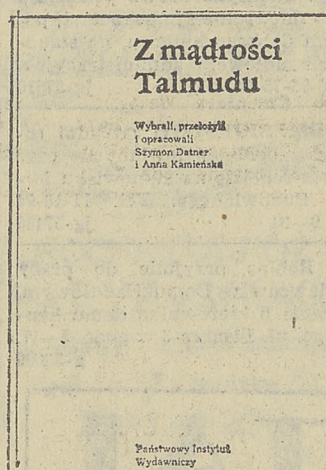 Z mądrości
Talmudu
Wybrali, przełożyli
i opracowali
Szymon Datner
i Anna Kamieńska
Państwowy Instytut
Wydawniczy